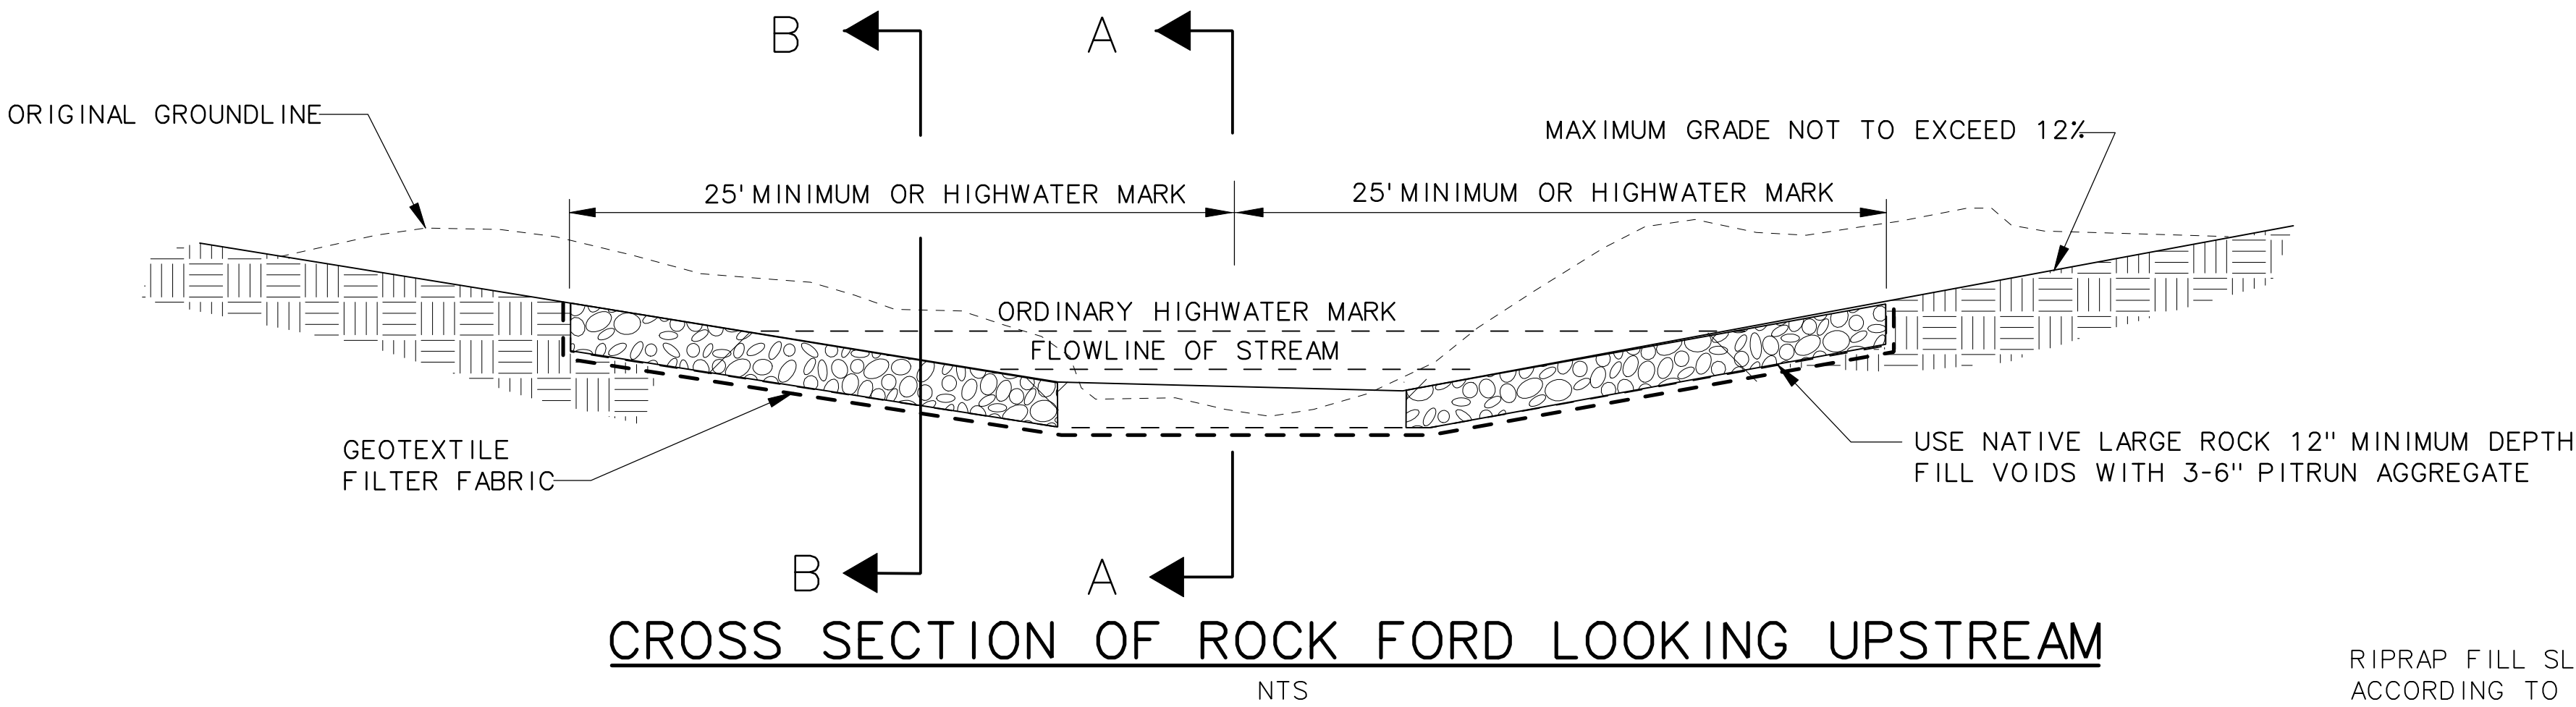 B
A
ORIGINAL GROUNDLINE
MAXIMUM GRADE NOT TO EXCEED 12%
25' MINIMUM OR HIGHWATER MARK
25' MINIMUM OR HIGHWATER MARK
ORDINARY HIGHWATER MARK
FLOWLINE OF STREAM
GEOTEXTILE
FILTER FABRIC
USE NATIVE LARGE ROCK 12" MINIMUM DEPTH
FILL VOIDS WITH 3-6" PITRUN AGGREGATE
B
A
CROSS SECTION OF ROCK FORD LOOKING UPSTREAM
NTS
RIPRAP FILL SL
ACCORDING TO